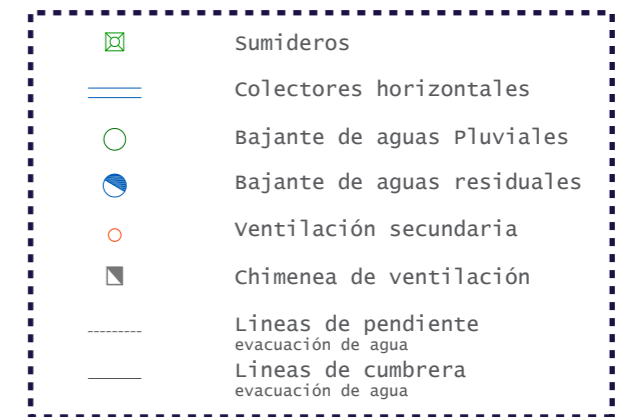 Sumideros
Colectores horizontales
Bajante de aguas Pluviales
Bajante de aguas residuales
Ventilación secundaria
Chimenea de ventilación
Lineas de pendiente
evacuación de agua
Lineas de cumbrera
evacuación de agua